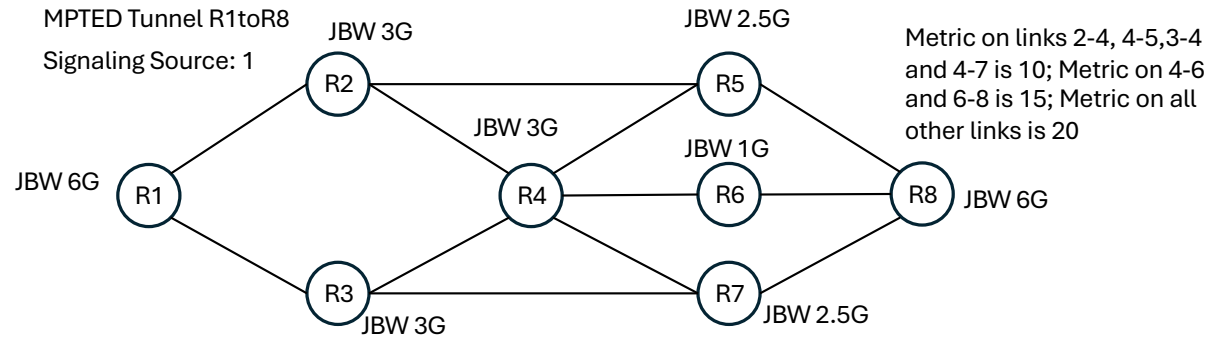 MPTED Tunnel R1toR8
Signaling Source: 1
JBW 3G
JBW 2.5G
Metric on links 2-4, 4-5,3-4
and 4-7 is 10; Metric on 4-6
and 6-8 is 15; Metric on all
other links is 20
R2
R5
JBW 3G
JBW 1G
JBW 6G
R1
R4
R6
R8
JBW 6G
R3
R7
JBW 3G
JBW 2.5G